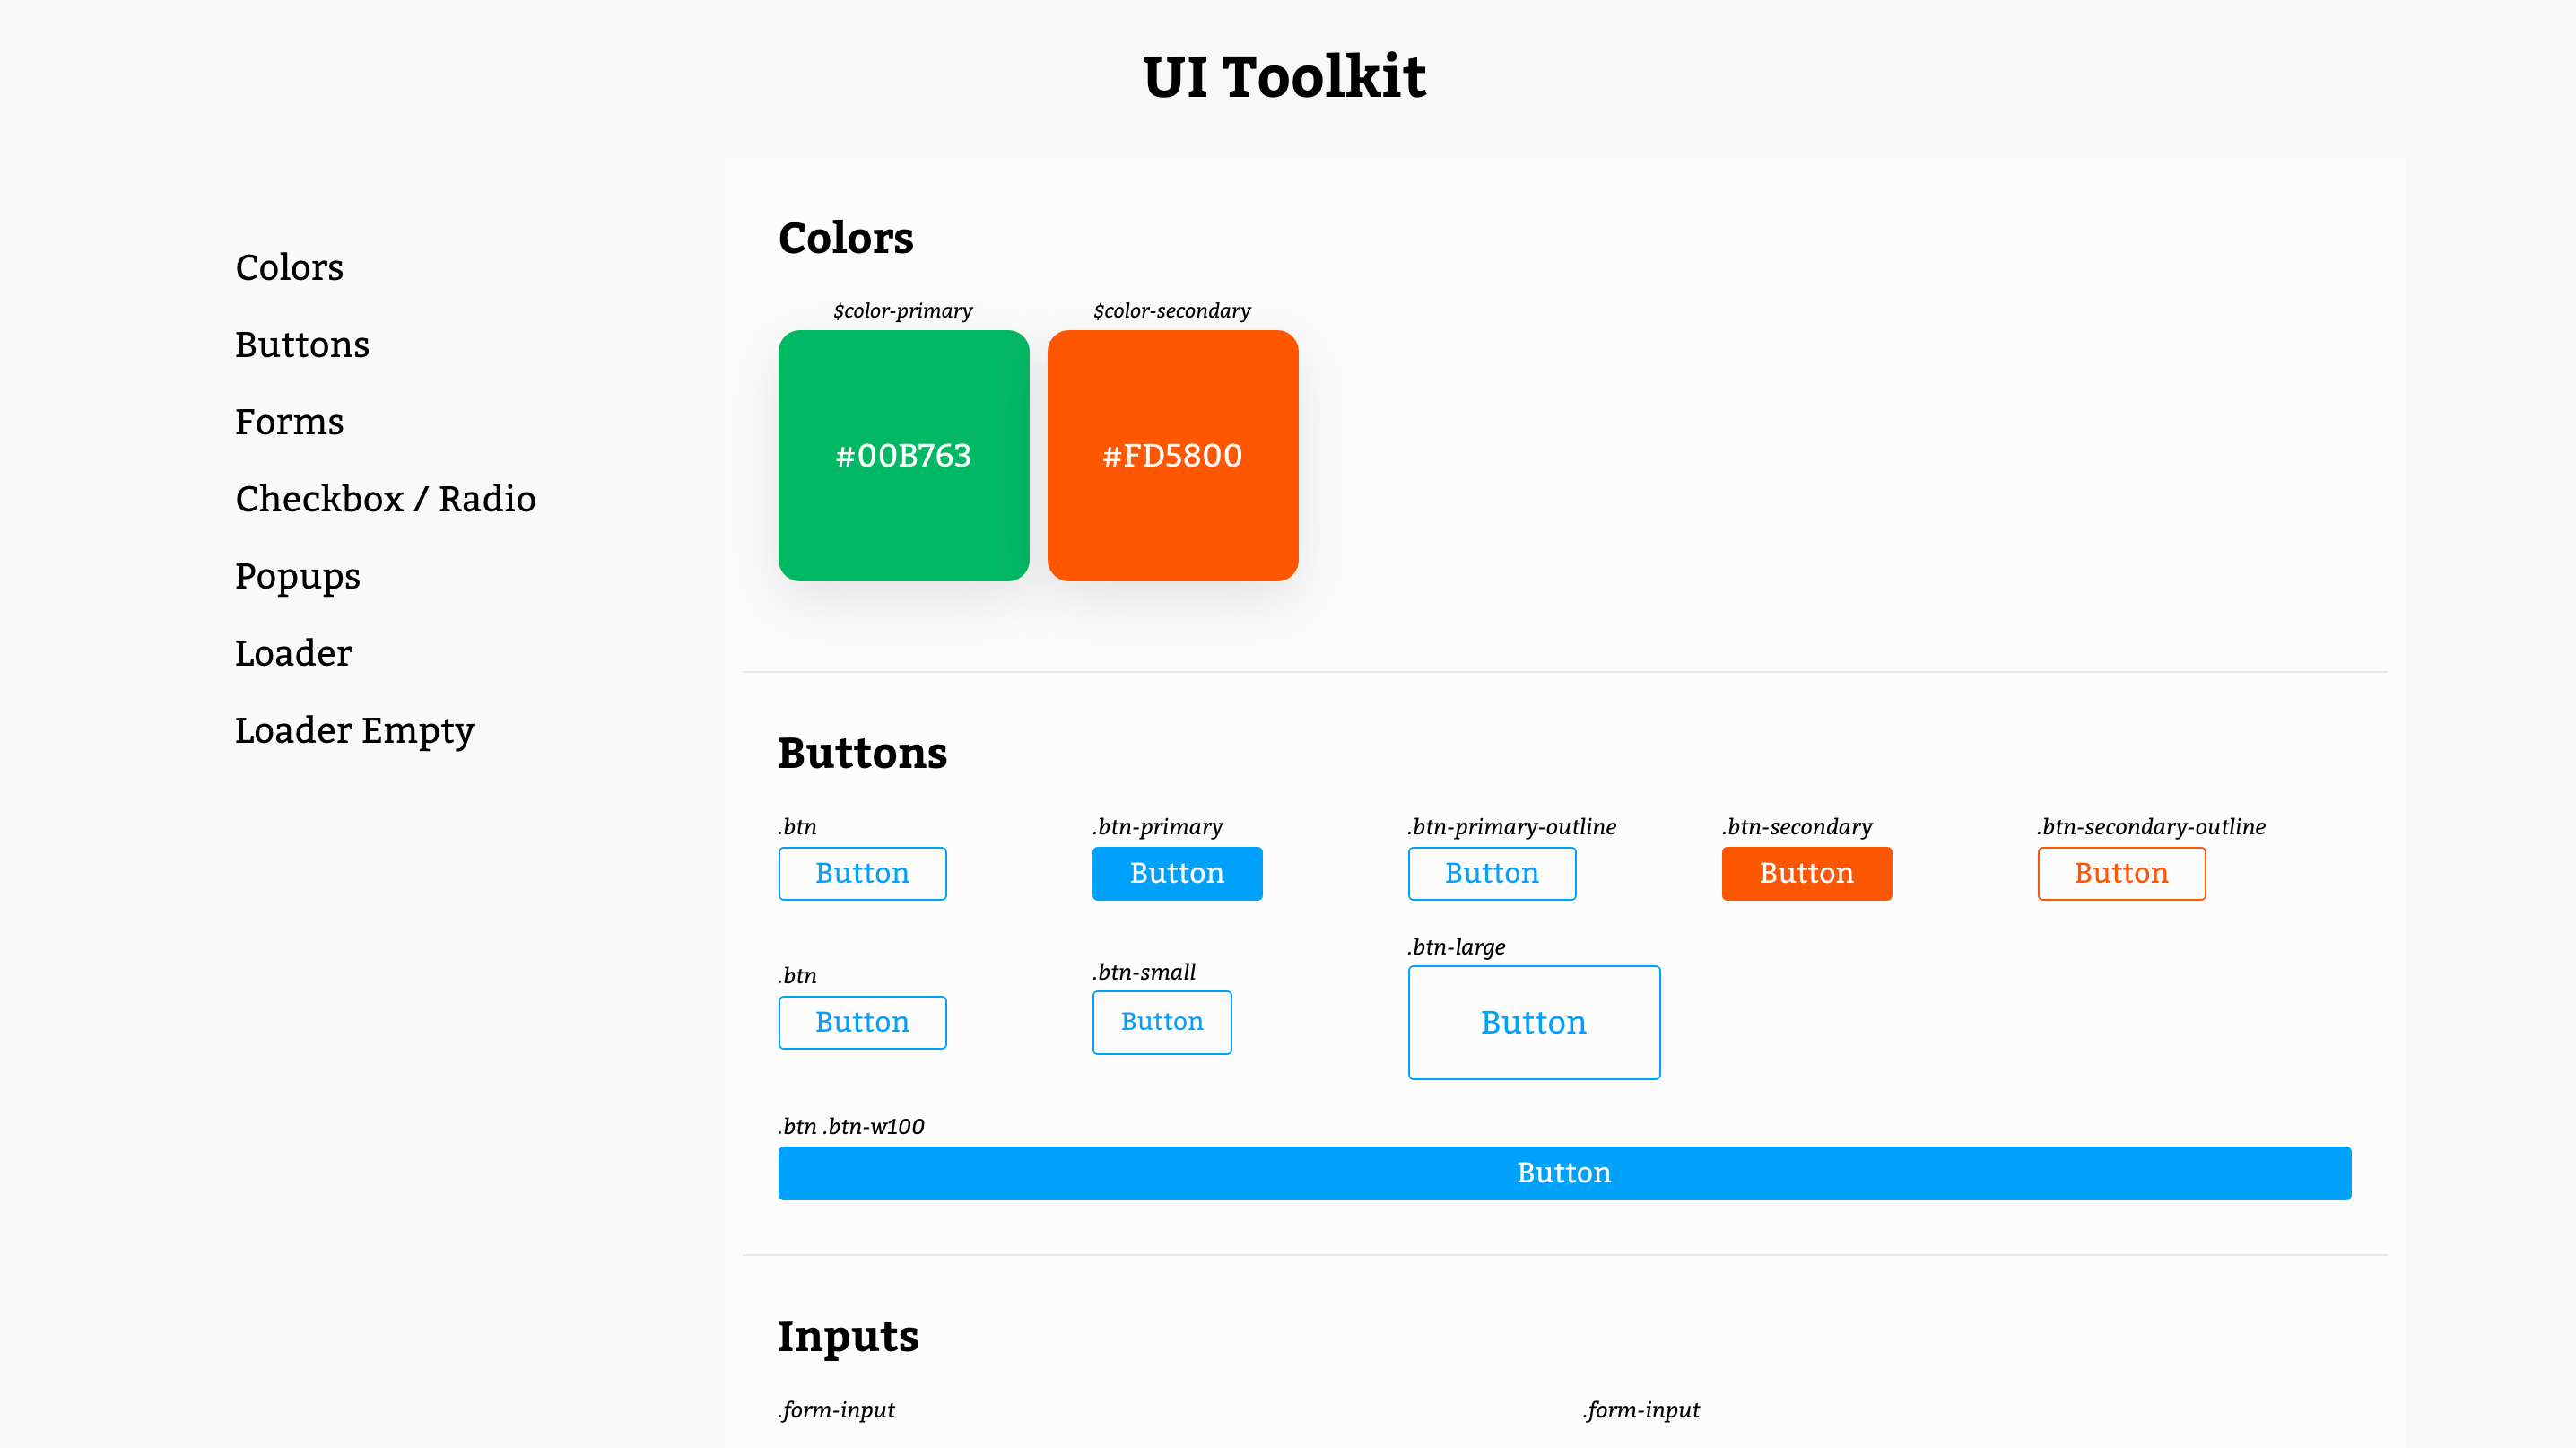 UI Toolkit
Colors
Buttons
Forms
Checkbox / Radio
Popups
Loader
Loader Empty
Colors
$color-primary
$color-secondary
#00B763
#FD5800
Buttons
.btn
.btn-primary
.btn-primary-outline
.btn-secondary
.btn-secondary-outline
Button
Button
Button
Button
Button
.btn
.btn-small
.btn-large
Button
Button
Button
.btn .btn-w100
Button
Inputs
.form-input
.form-input